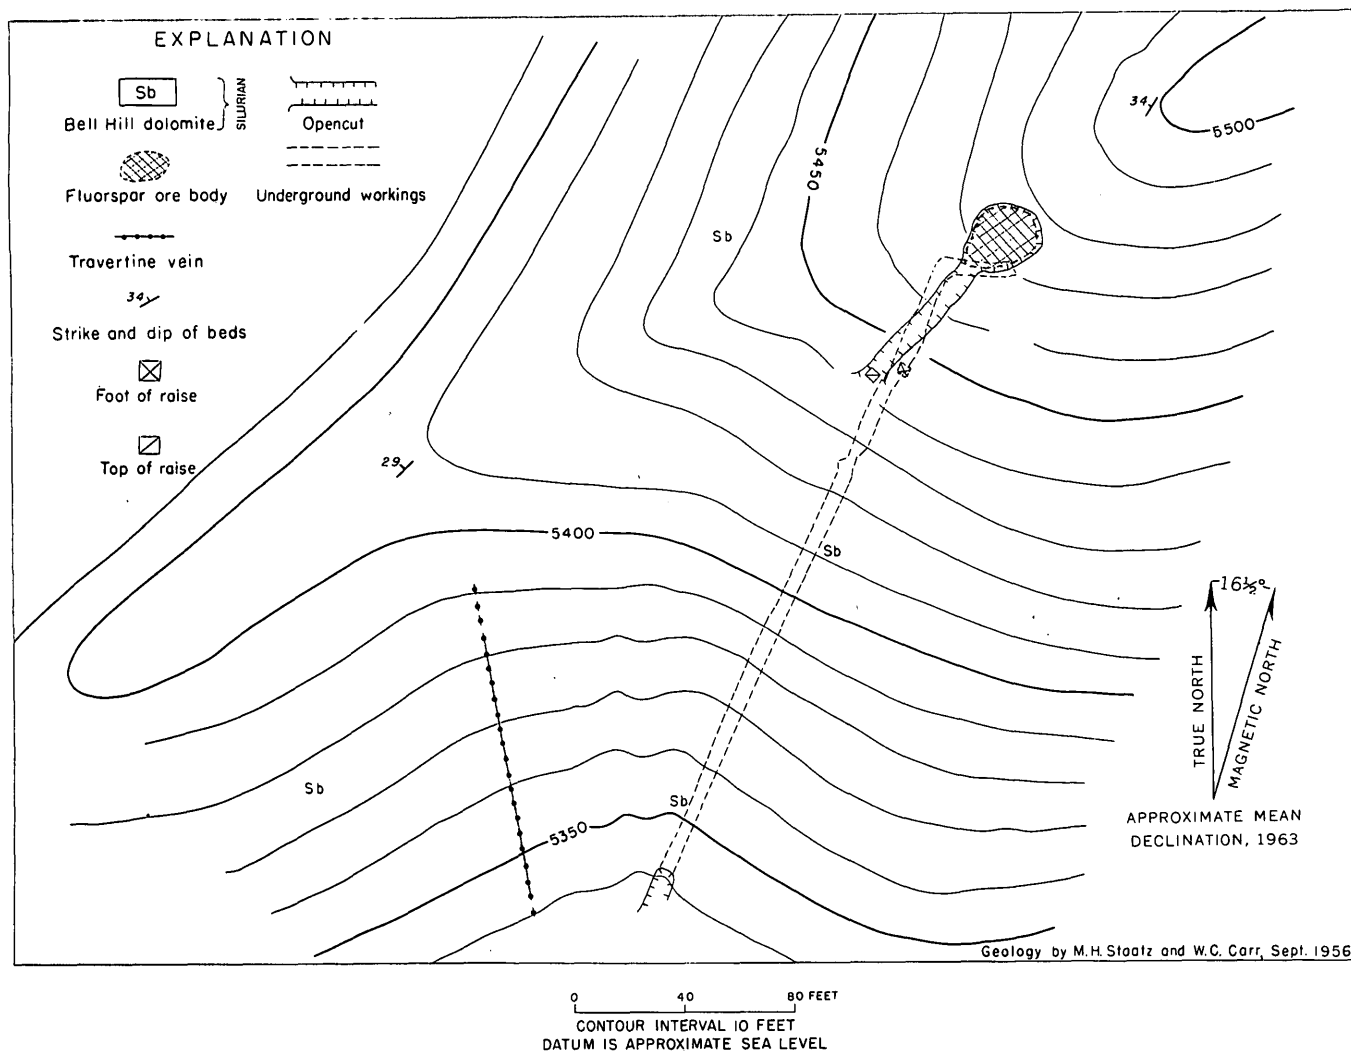 EXPLANATION
Sb
SILURIAN
Bell Hill dolomite
Opencut
Fluorspar ore body
Underground workings
Travertine vein
34
Strike and dip of beds
Foot of raise
Top of raise
34
5500
5450
Sb
29
5400
Sb
Sb
Sb
5350
16½°
TRUE NORTH
MAGNETIC NORTH
APPROXIMATE MEAN
DECLINATION, 1963
Geology by M.H. Staatz and W.C. Carr, Sept. 1956
0 40 80 FEET
CONTOUR INTERVAL 10 FEET
DATUM IS APPROXIMATE SEA LEVEL